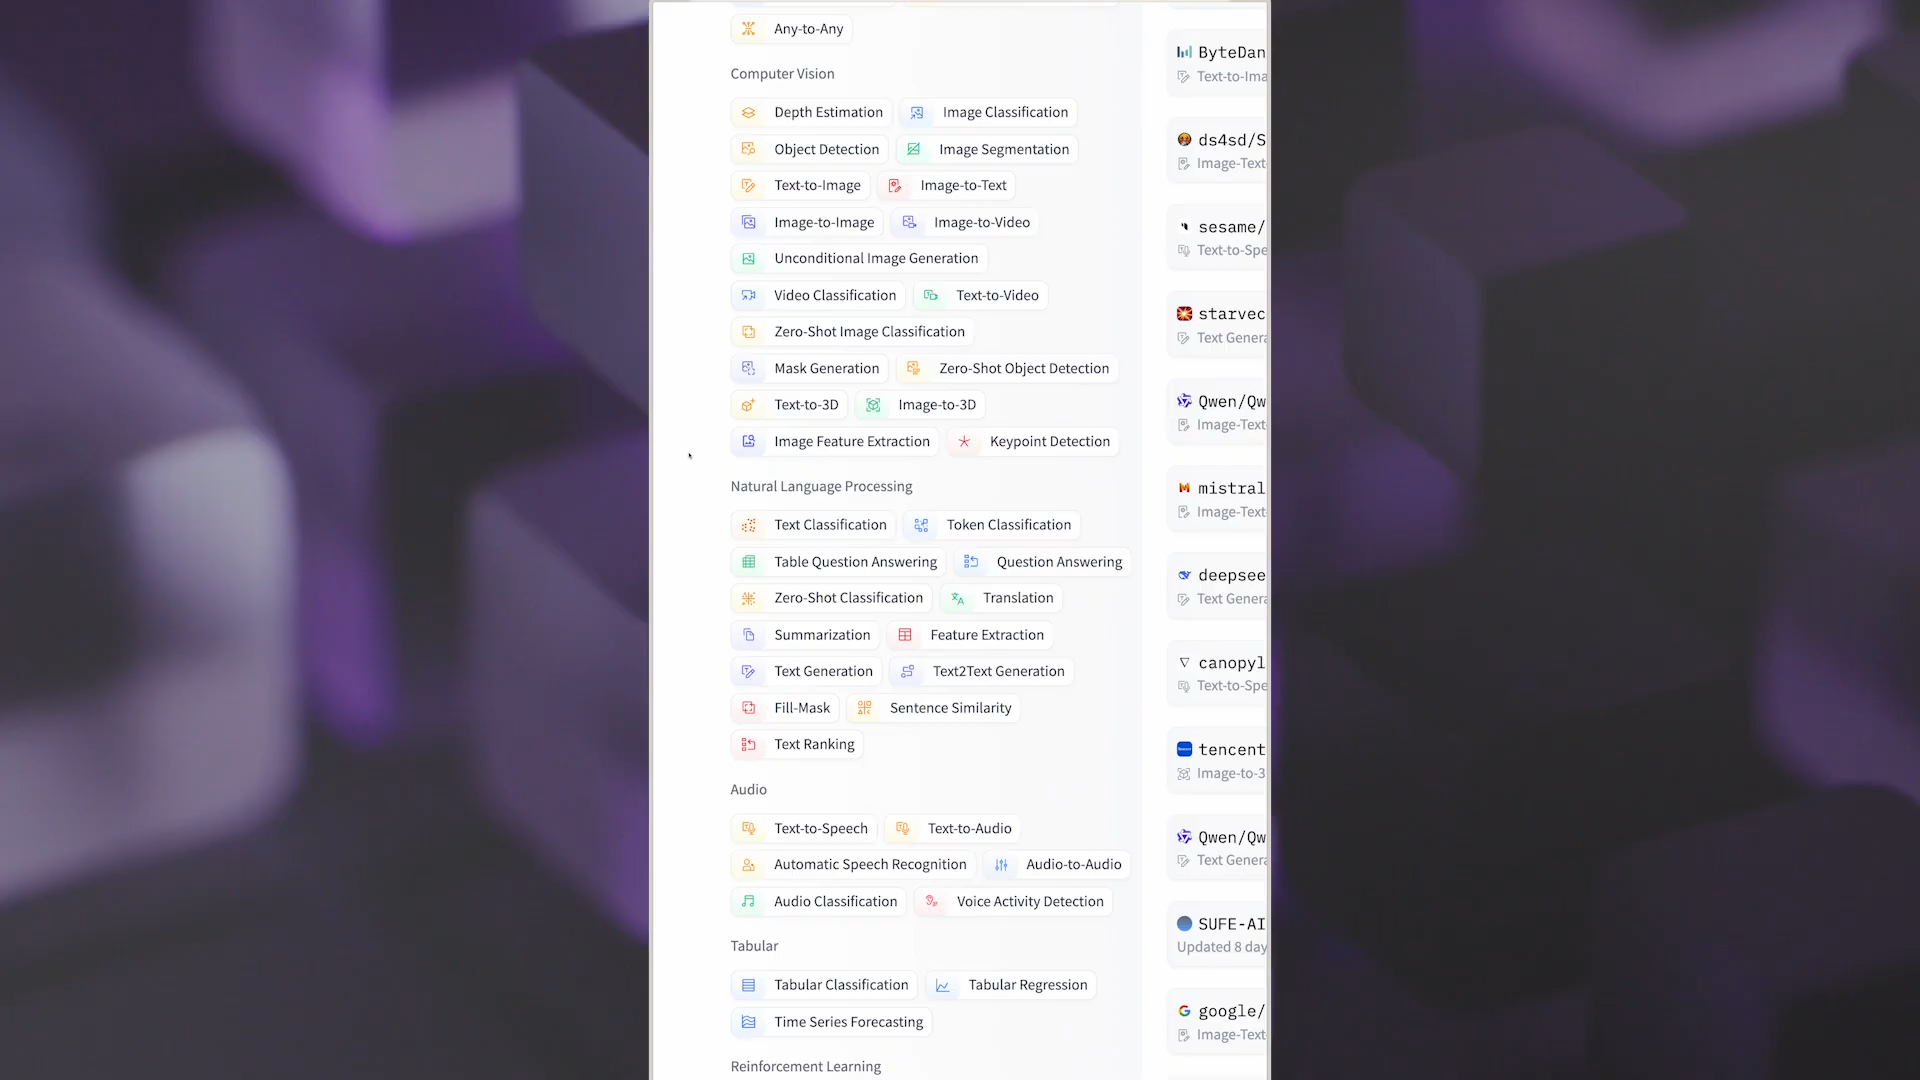 Any-to-Any
Computer Vision
Depth Estimation
Image Classification
Object Detection
Image Segmentation
Text-to-Image
Image-to-Text
Image-to-Image
Image-to-Video
Unconditional Image Generation
Video Classification
Text-to-Video
Zero-Shot Image Classification
Mask Generation
Zero-Shot Object Detection
Text-to-3D
Image-to-3D
Image Feature Extraction
Keypoint Detection
Natural Language Processing
Text Classification
Token Classification
Table Question Answering
Question Answering
Zero-Shot Classification
Translation
Summarization
Feature Extraction
Text Generation
Text2Text Generation
Fill-Mask
Sentence Similarity
Text Ranking
Audio
Text-to-Speech
Text-to-Audio
Automatic Speech Recognition
Audio-to-Audio
Audio Classification
Voice Activity Detection
Tabular
Tabular Classification
Tabular Regression
Time Series Forecasting
Reinforcement Learning
ByteDan
Text-to-Ima
ds4sd/S
Image-Text
sesame/
Text-to-Spe
starvec
Text Genera
Qwen/Qw
Image-Text
mistral
Image-Text
deepsee
Text Genera
canopyl
Text-to-Spe
tencent
Image-to-3
Qwen/Qw
Text Genera
SUFE-AI
Updated 8 day
google/
Image-Text